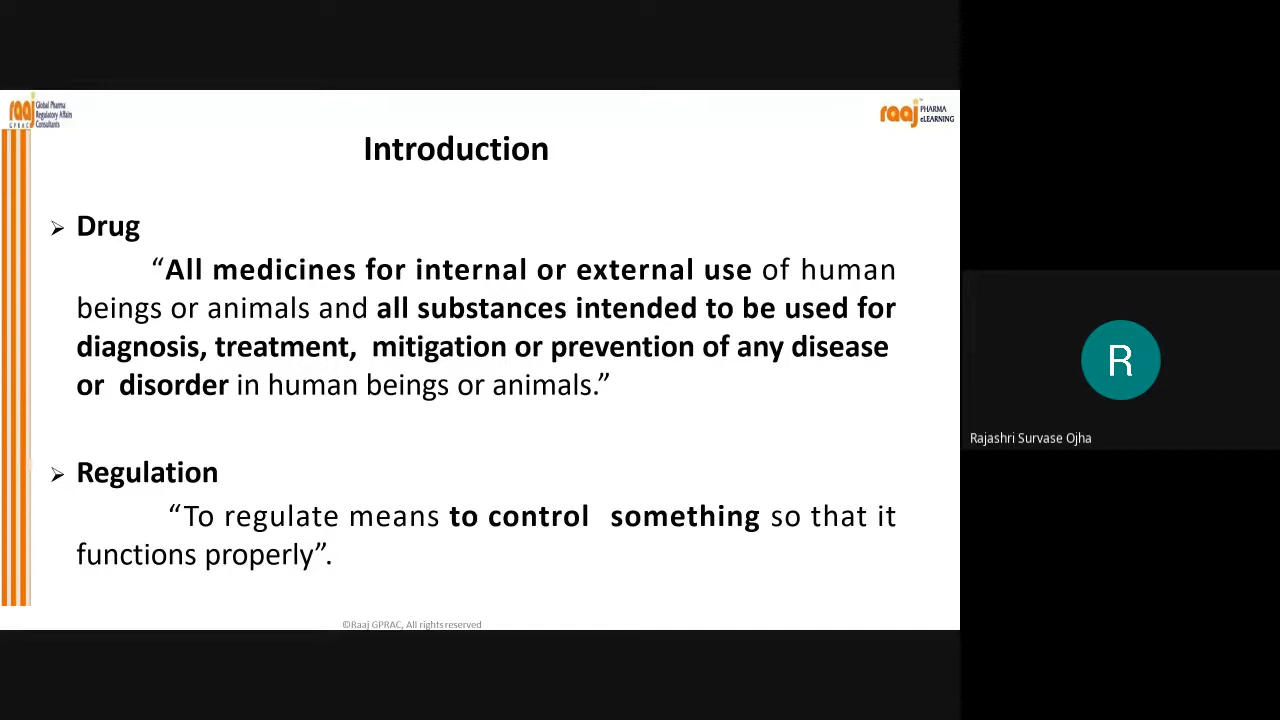 raaj
GPRAC
Global Pharma
Regulatory Affairs
Consultants
raaj
PHARMA
eLEARNING
Introduction
➢ Drug
“All medicines for internal or external use of human
beings or animals and all substances intended to be used for
diagnosis, treatment, mitigation or prevention of any disease
or disorder in human beings or animals.”
➢ Regulation
“To regulate means to control something so that it
functions properly”.
©Raaj GPRAC, All rights reserved
R
Rajashri Survase Ojha